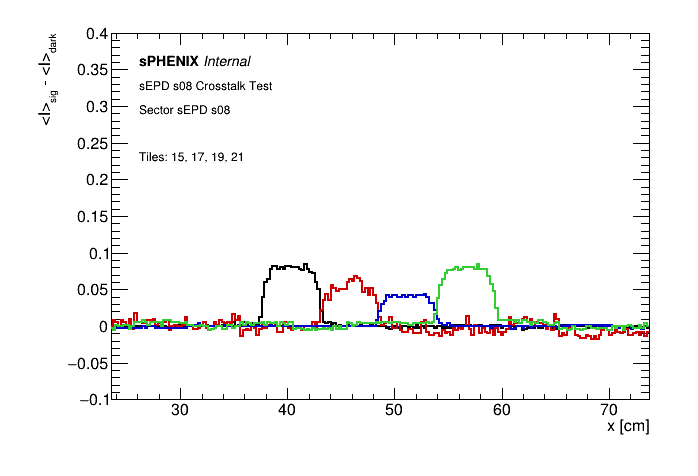 <I>sig - <I>dark
0.4
0.35
0.3
0.25
0.2
0.15
0.1
0.05
0
−0.05
−0.1
sPHENIX Internal
sEPD s08 Crosstalk Test
Sector sEPD s08
Tiles: 15, 17, 19, 21
30 40 50 60 70
x [cm]